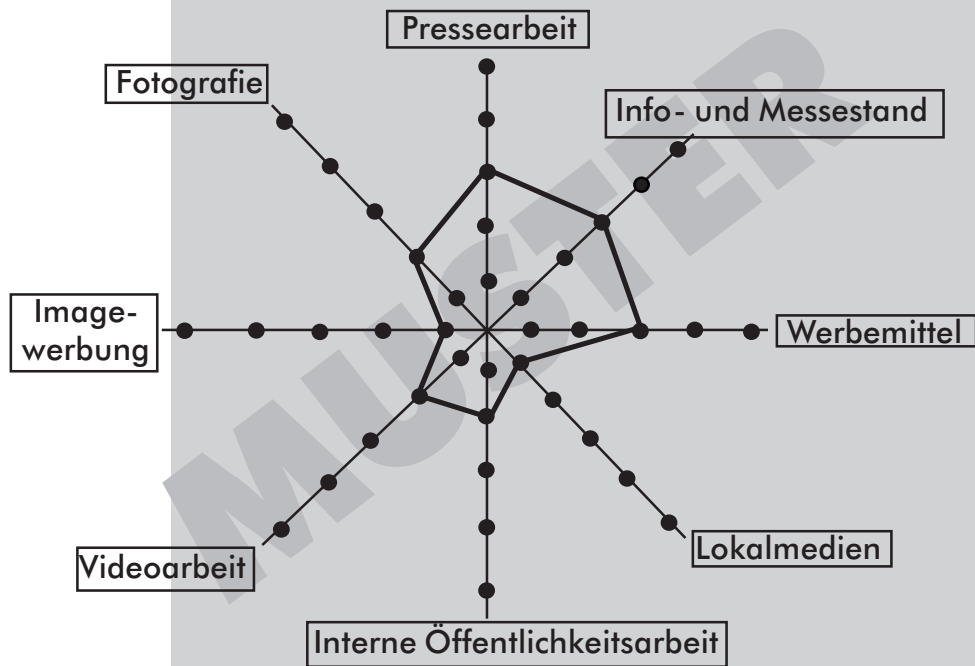 Pressearbeit
Fotografie
Info- und Messestand
Image-
werbung
Werbemittel
Videoarbeit
Lokalmedien
Interne Öffentlichkeitsarbeit
MUSTER